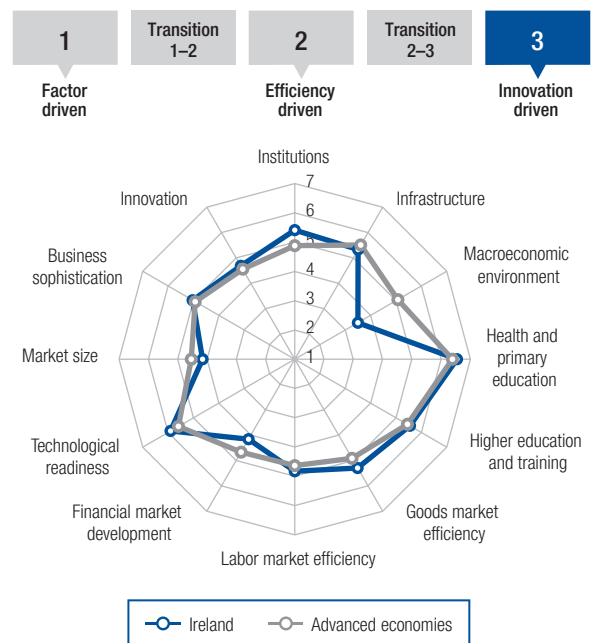 1
Transition
1–2
2
Transition
2–3
3
Factor
driven
Efficiency
driven
Innovation
driven
Institutions
Innovation
Infrastructure
Business
sophistication
Macroeconomic
environment
Market size
Health and
primary
education
Technological
readiness
Higher education
and training
Financial market
development
Goods market
efficiency
Labor market efficiency
7
6
5
4
3
2
1
Ireland
Advanced economies